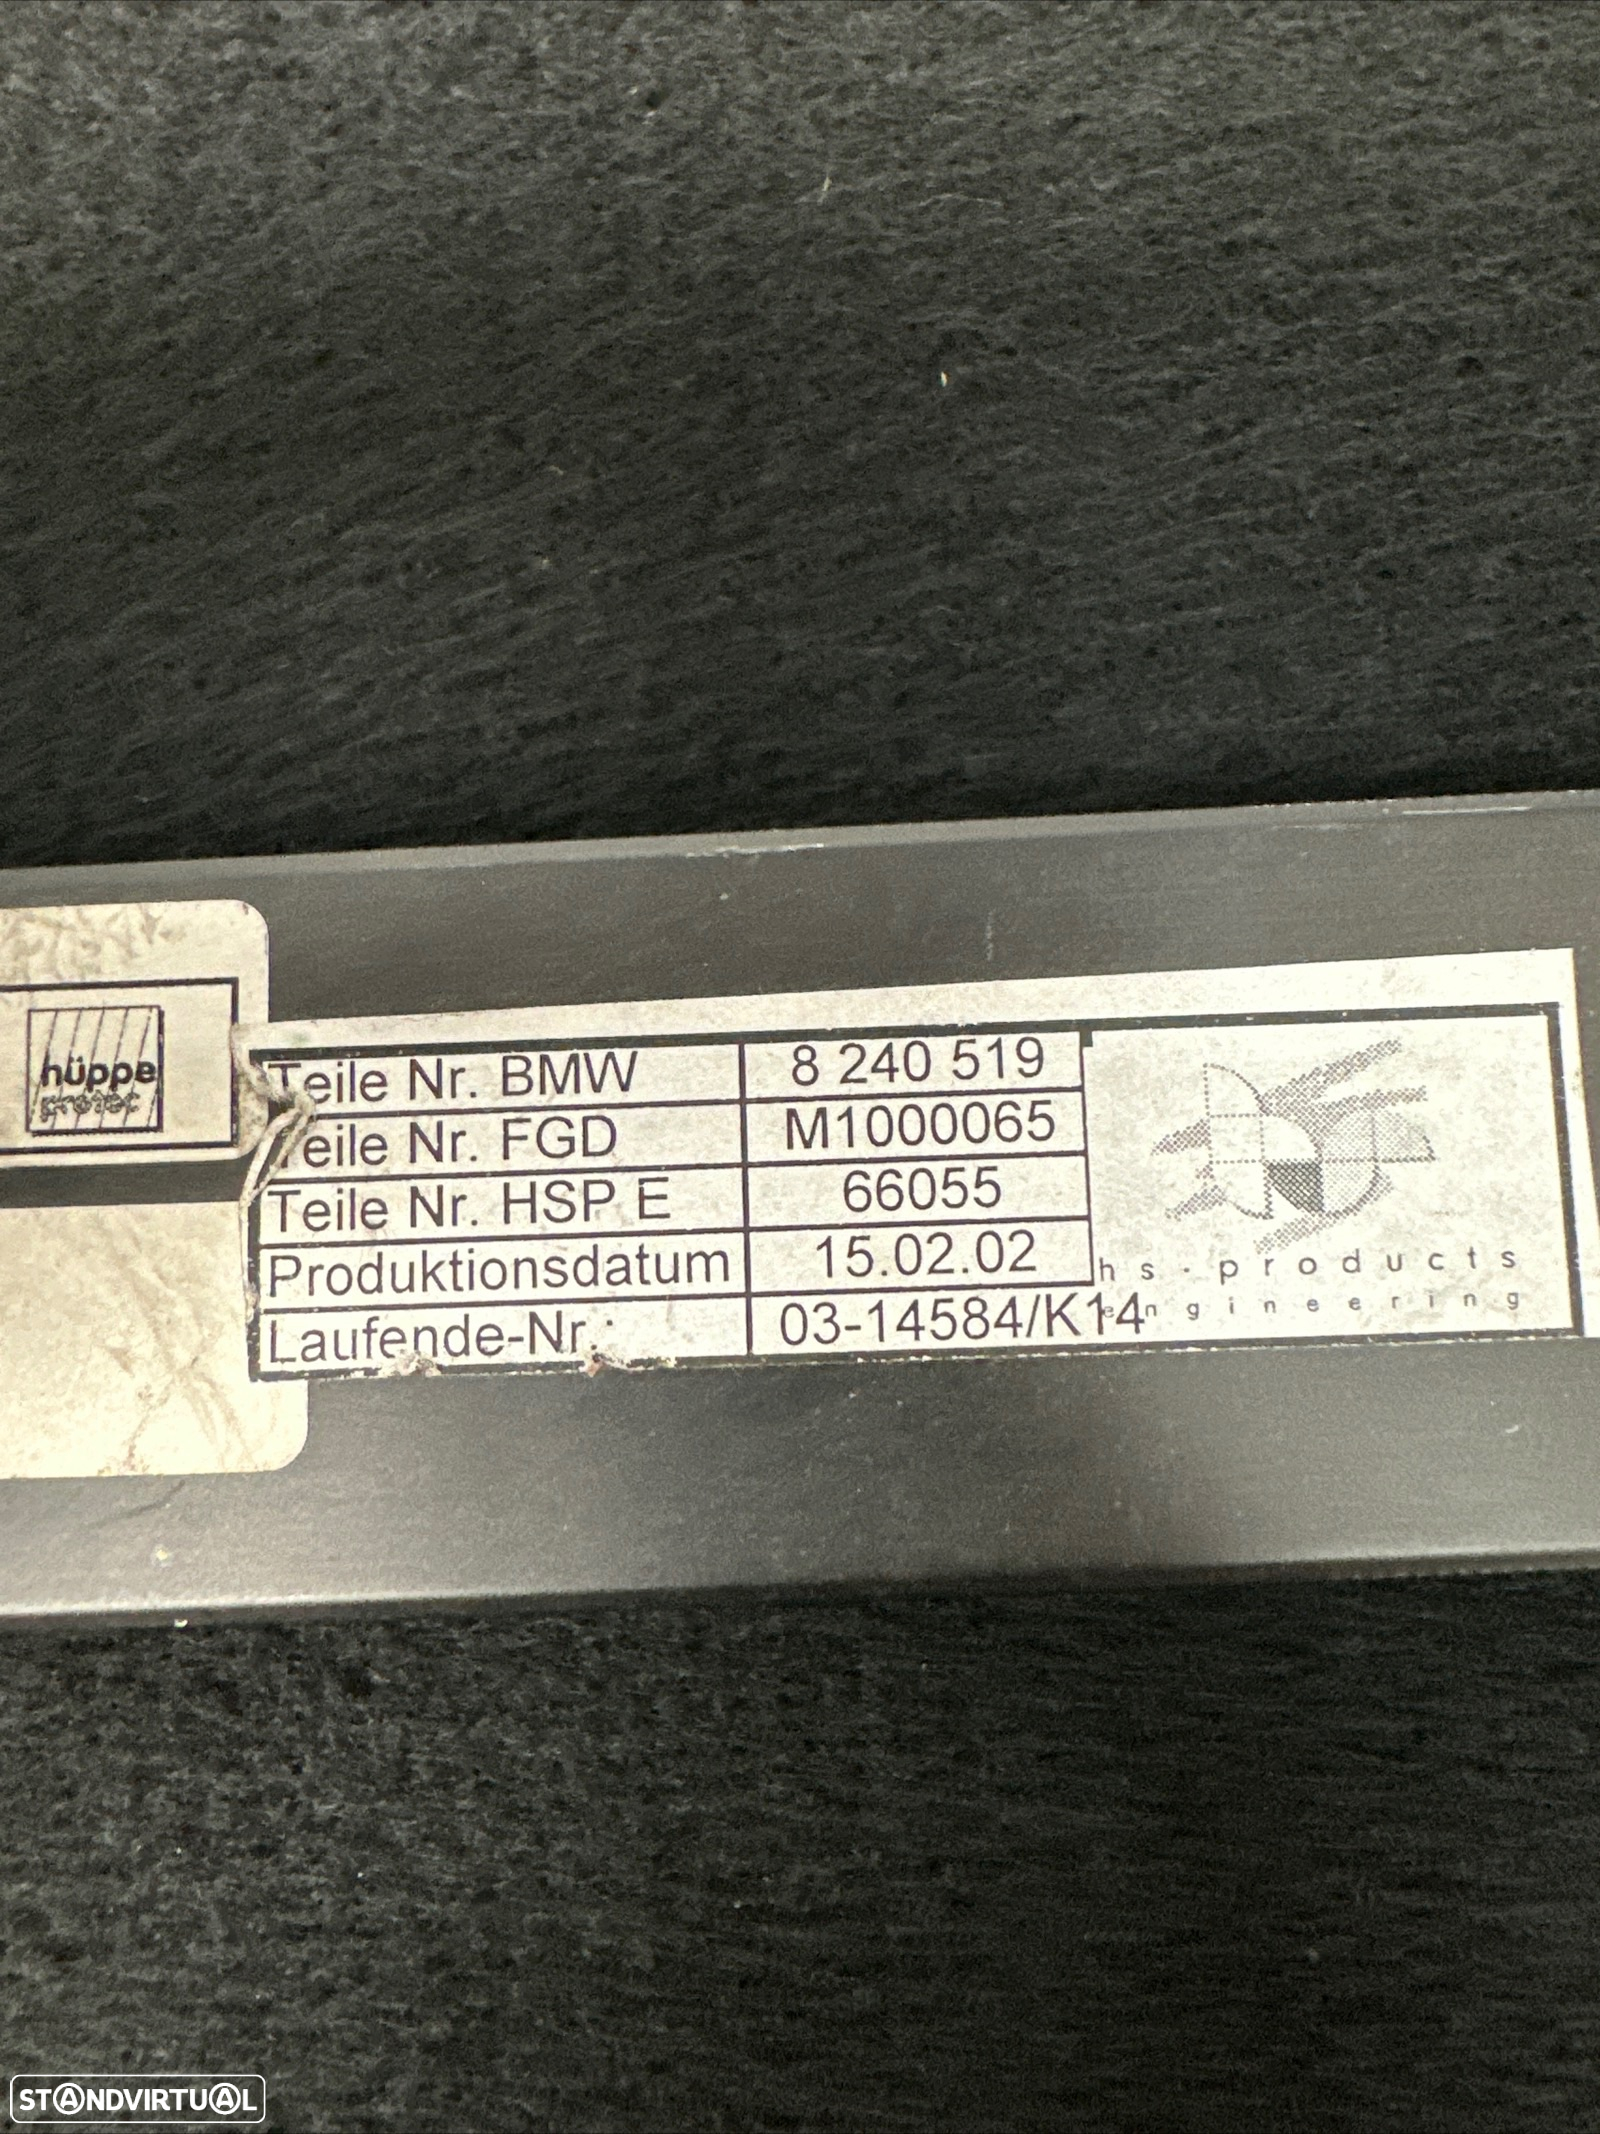 hüppe
protec
Teile Nr. BMW 8 240 519
Teile Nr. FGD M1000065
Teile Nr. HSP E 66055
Produktionsdatum 15.02.02
Laufende-Nr.: 03-14584/K14
hs-products
engineering
STANDVIRTUAL